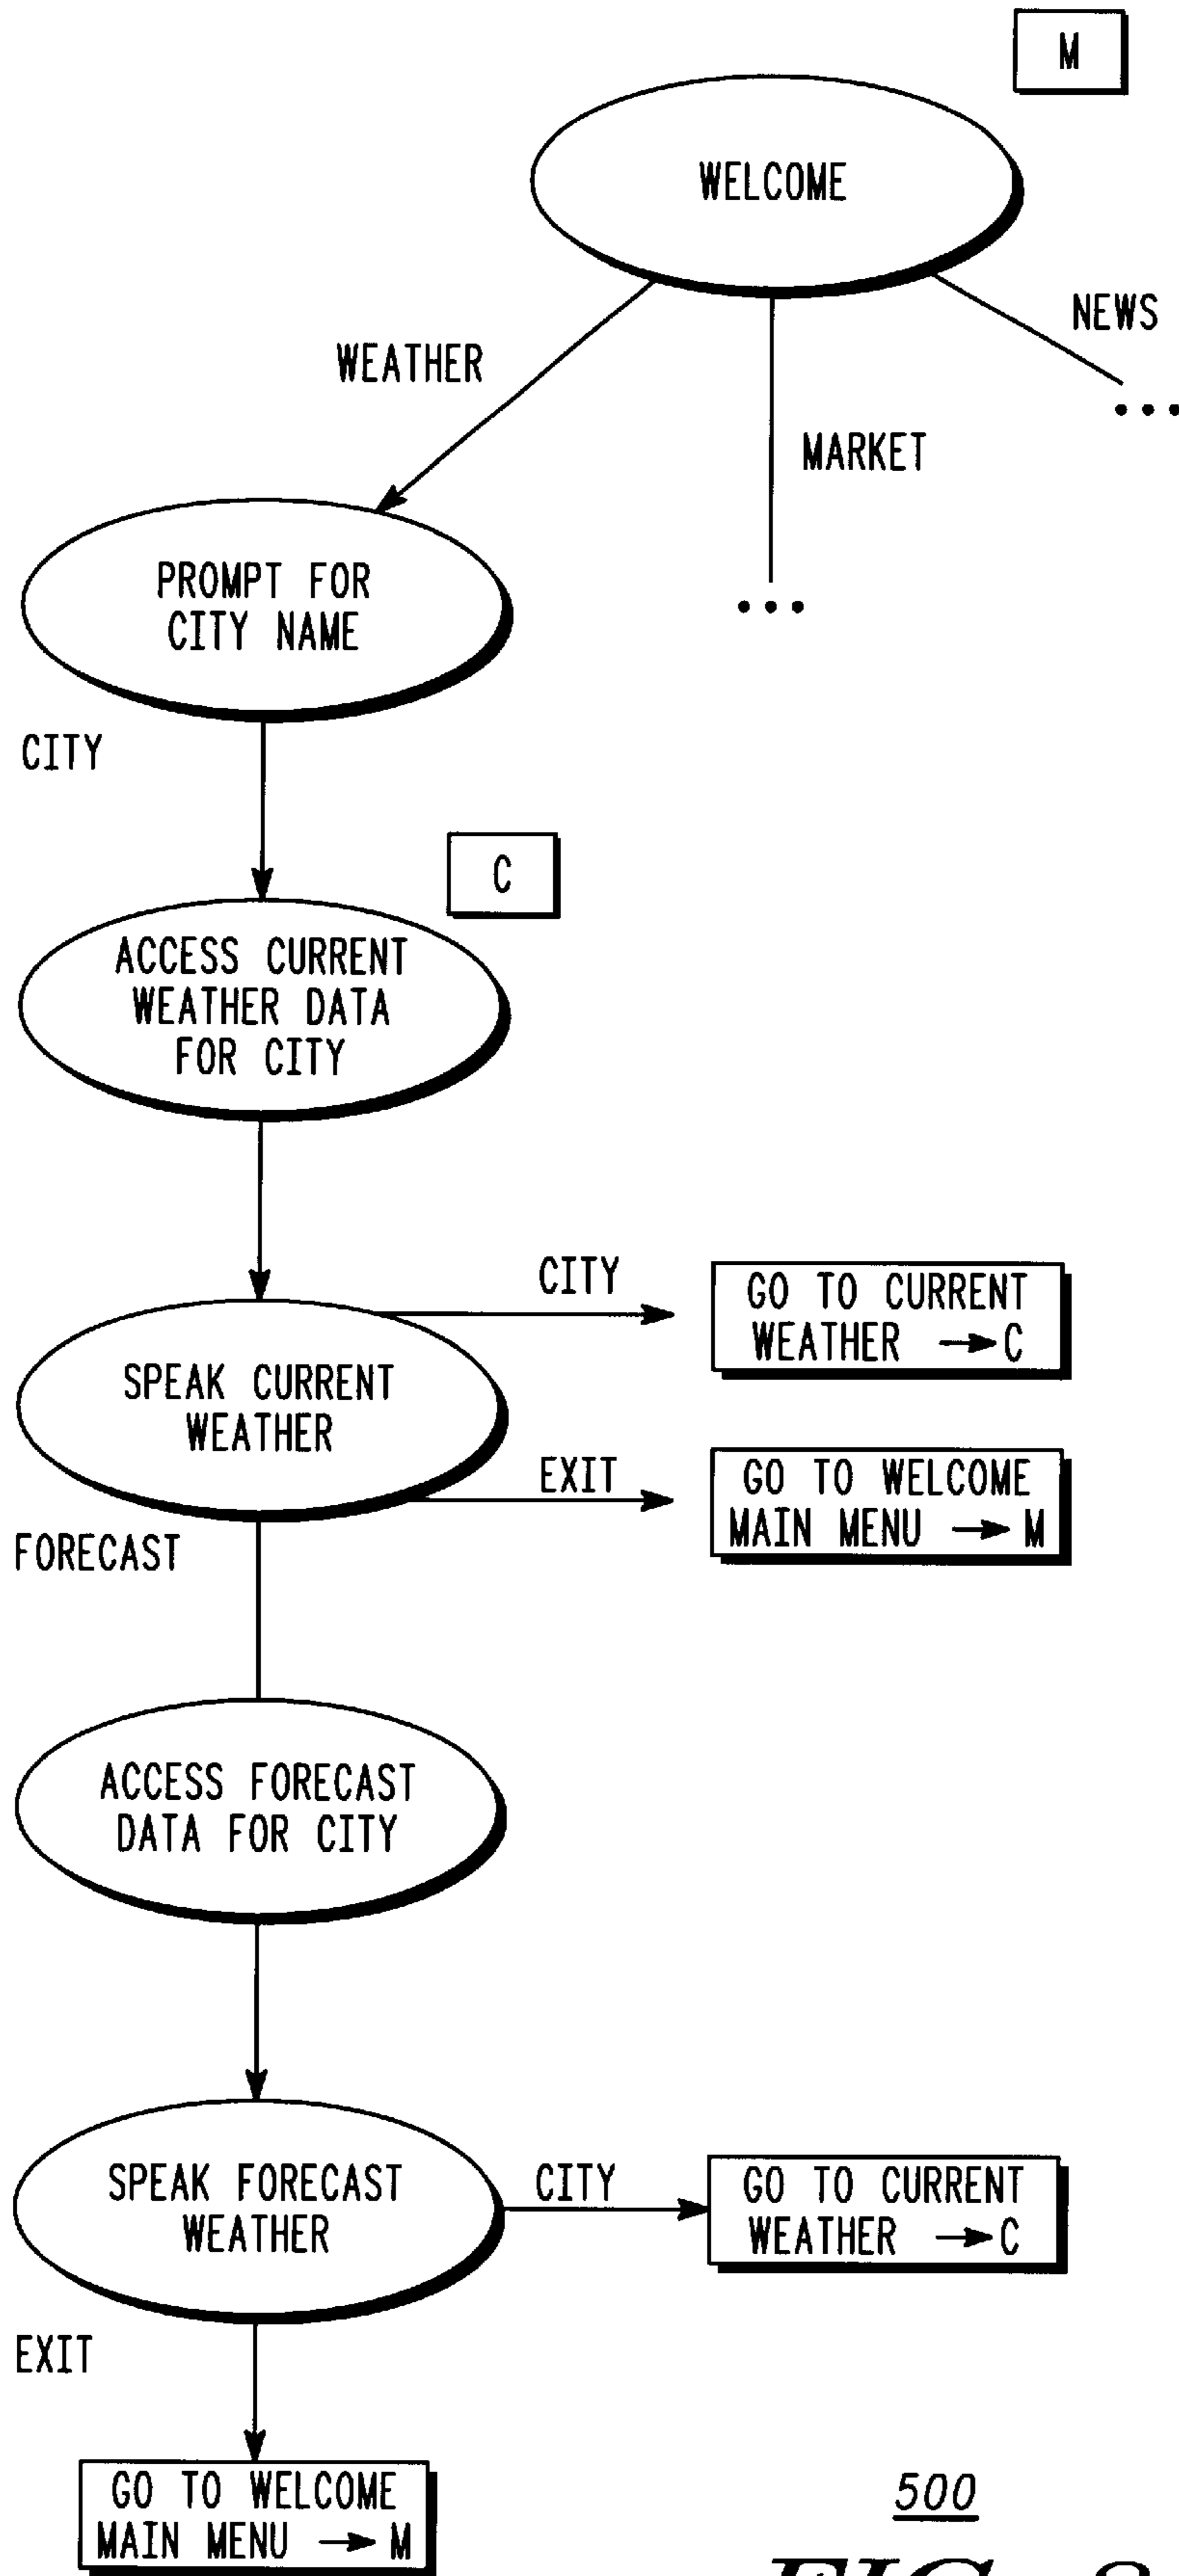 M
WELCOME
NEWS
WEATHER
MARKET
...
...
PROMPT FOR
CITY NAME
CITY
C
ACCESS CURRENT
WEATHER DATA
FOR CITY
CITY
GO TO CURRENT
WEATHER → C
SPEAK CURRENT
WEATHER
EXIT
GO TO WELCOME
MAIN MENU → M
FORECAST
ACCESS FORECAST
DATA FOR CITY
SPEAK FORECAST
WEATHER
CITY
GO TO CURRENT
WEATHER → C
EXIT
GO TO WELCOME
MAIN MENU → M
500
FIG. 8